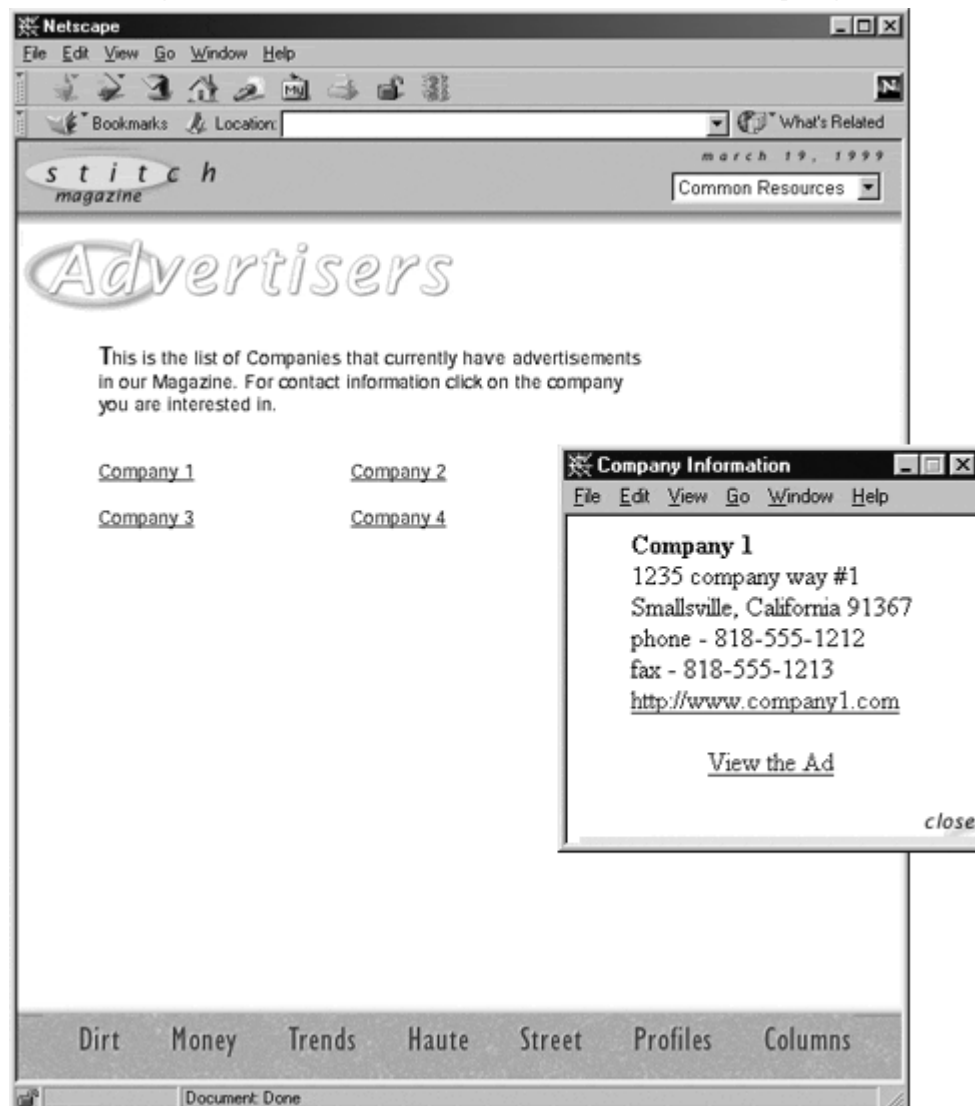 Netscape
File Edit View Go Window Help
My
N
Bookmarks Location: What's Related
march 19, 1999
stitch
magazine
Common Resources
Advertisers
This is the list of Companies that currently have advertisements
in our Magazine. For contact information click on the company
you are interested in.
Company 1 Company 2
Company 3 Company 4
Company Information
File Edit View Go Window Help
Company 1
1235 company way #1
Smallsville, California 91367
phone - 818-555-1212
fax - 818-555-1213
http://www.company1.com
View the Ad
close
Dirt Money Trends Haute Street Profiles Columns
Document: Done